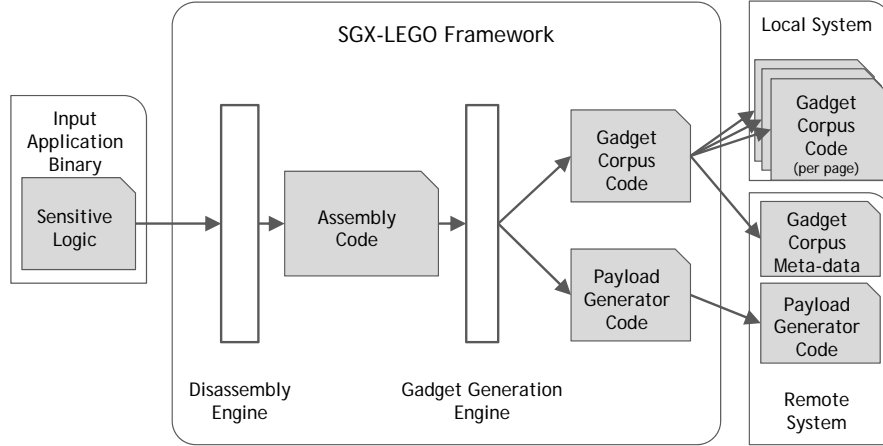 SGX-LEGO Framework
Local System
Input
Application
Binary
Sensitive
Logic
Assembly
Code
Gadget
Corpus
Code
Payload
Generator
Code
Gadget
Corpus
Code
(per page)
Gadget
Corpus
Meta-data
Payload
Generator
Code
Disassembly
Engine
Gadget Generation
Engine
Remote
System